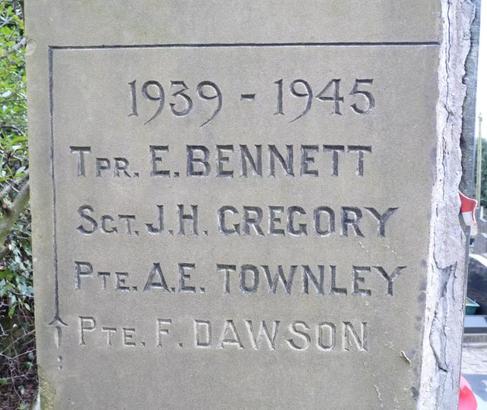 1939 - 1945
TPR. E. BENNETT
SGT. J.H. GREGORY
PTE. A.E. TOWNLEY
PTE. F. DAWSON